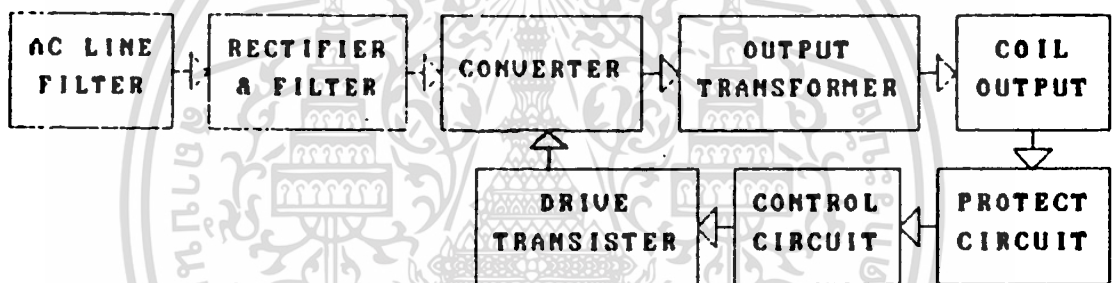 AC LINE
FILTER
RECTIFIER
& FILTER
CONVERTER
OUTPUT
TRANSFORMER
COIL
OUTPUT
DRIVE
TRANSISTER
CONTROL
CIRCUIT
PROTECT
CIRCUIT